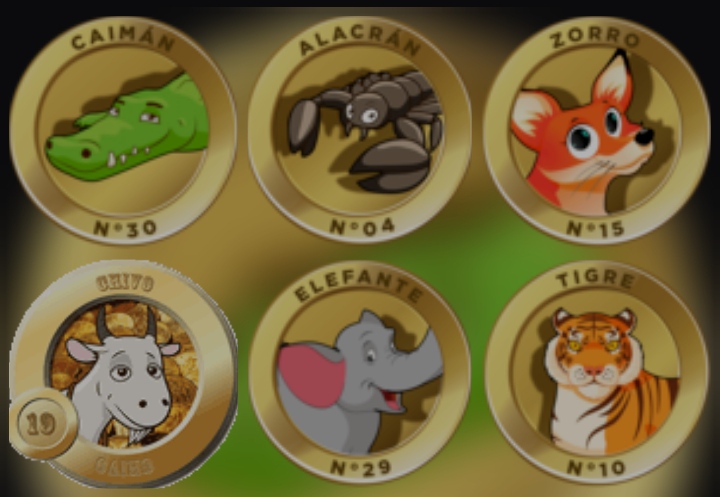 CAIMÁN
ALACRÁN
ZORRO
N°30
N°04
N°15
CHIVO
ELEFANTE
TIGRE
19
N°29
N°10